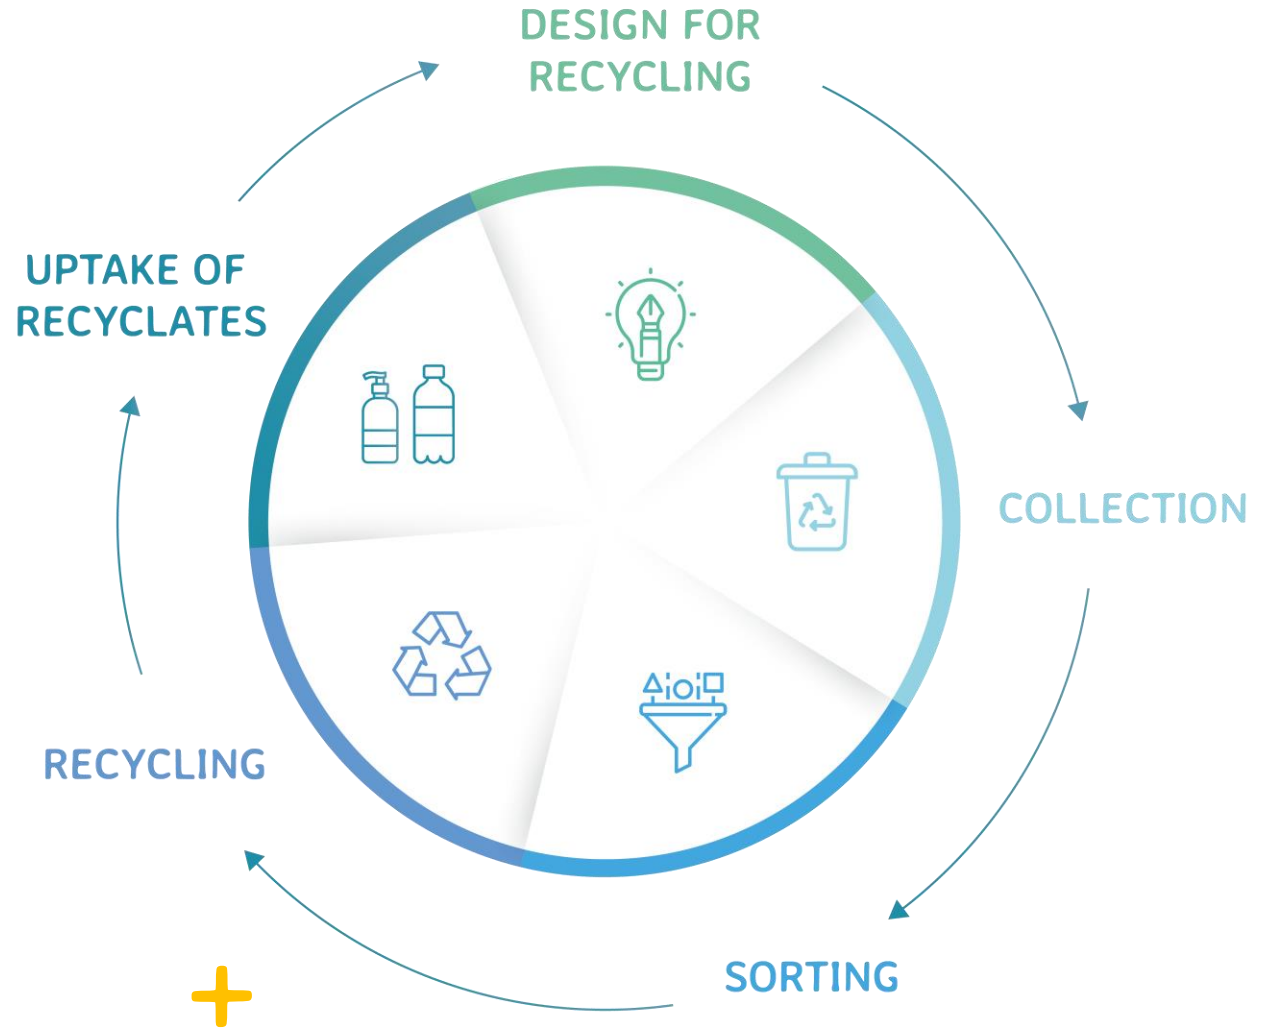 DESIGN FOR
RECYCLING
UPTAKE OF
RECYCLATES
COLLECTION
RECYCLING
SORTING